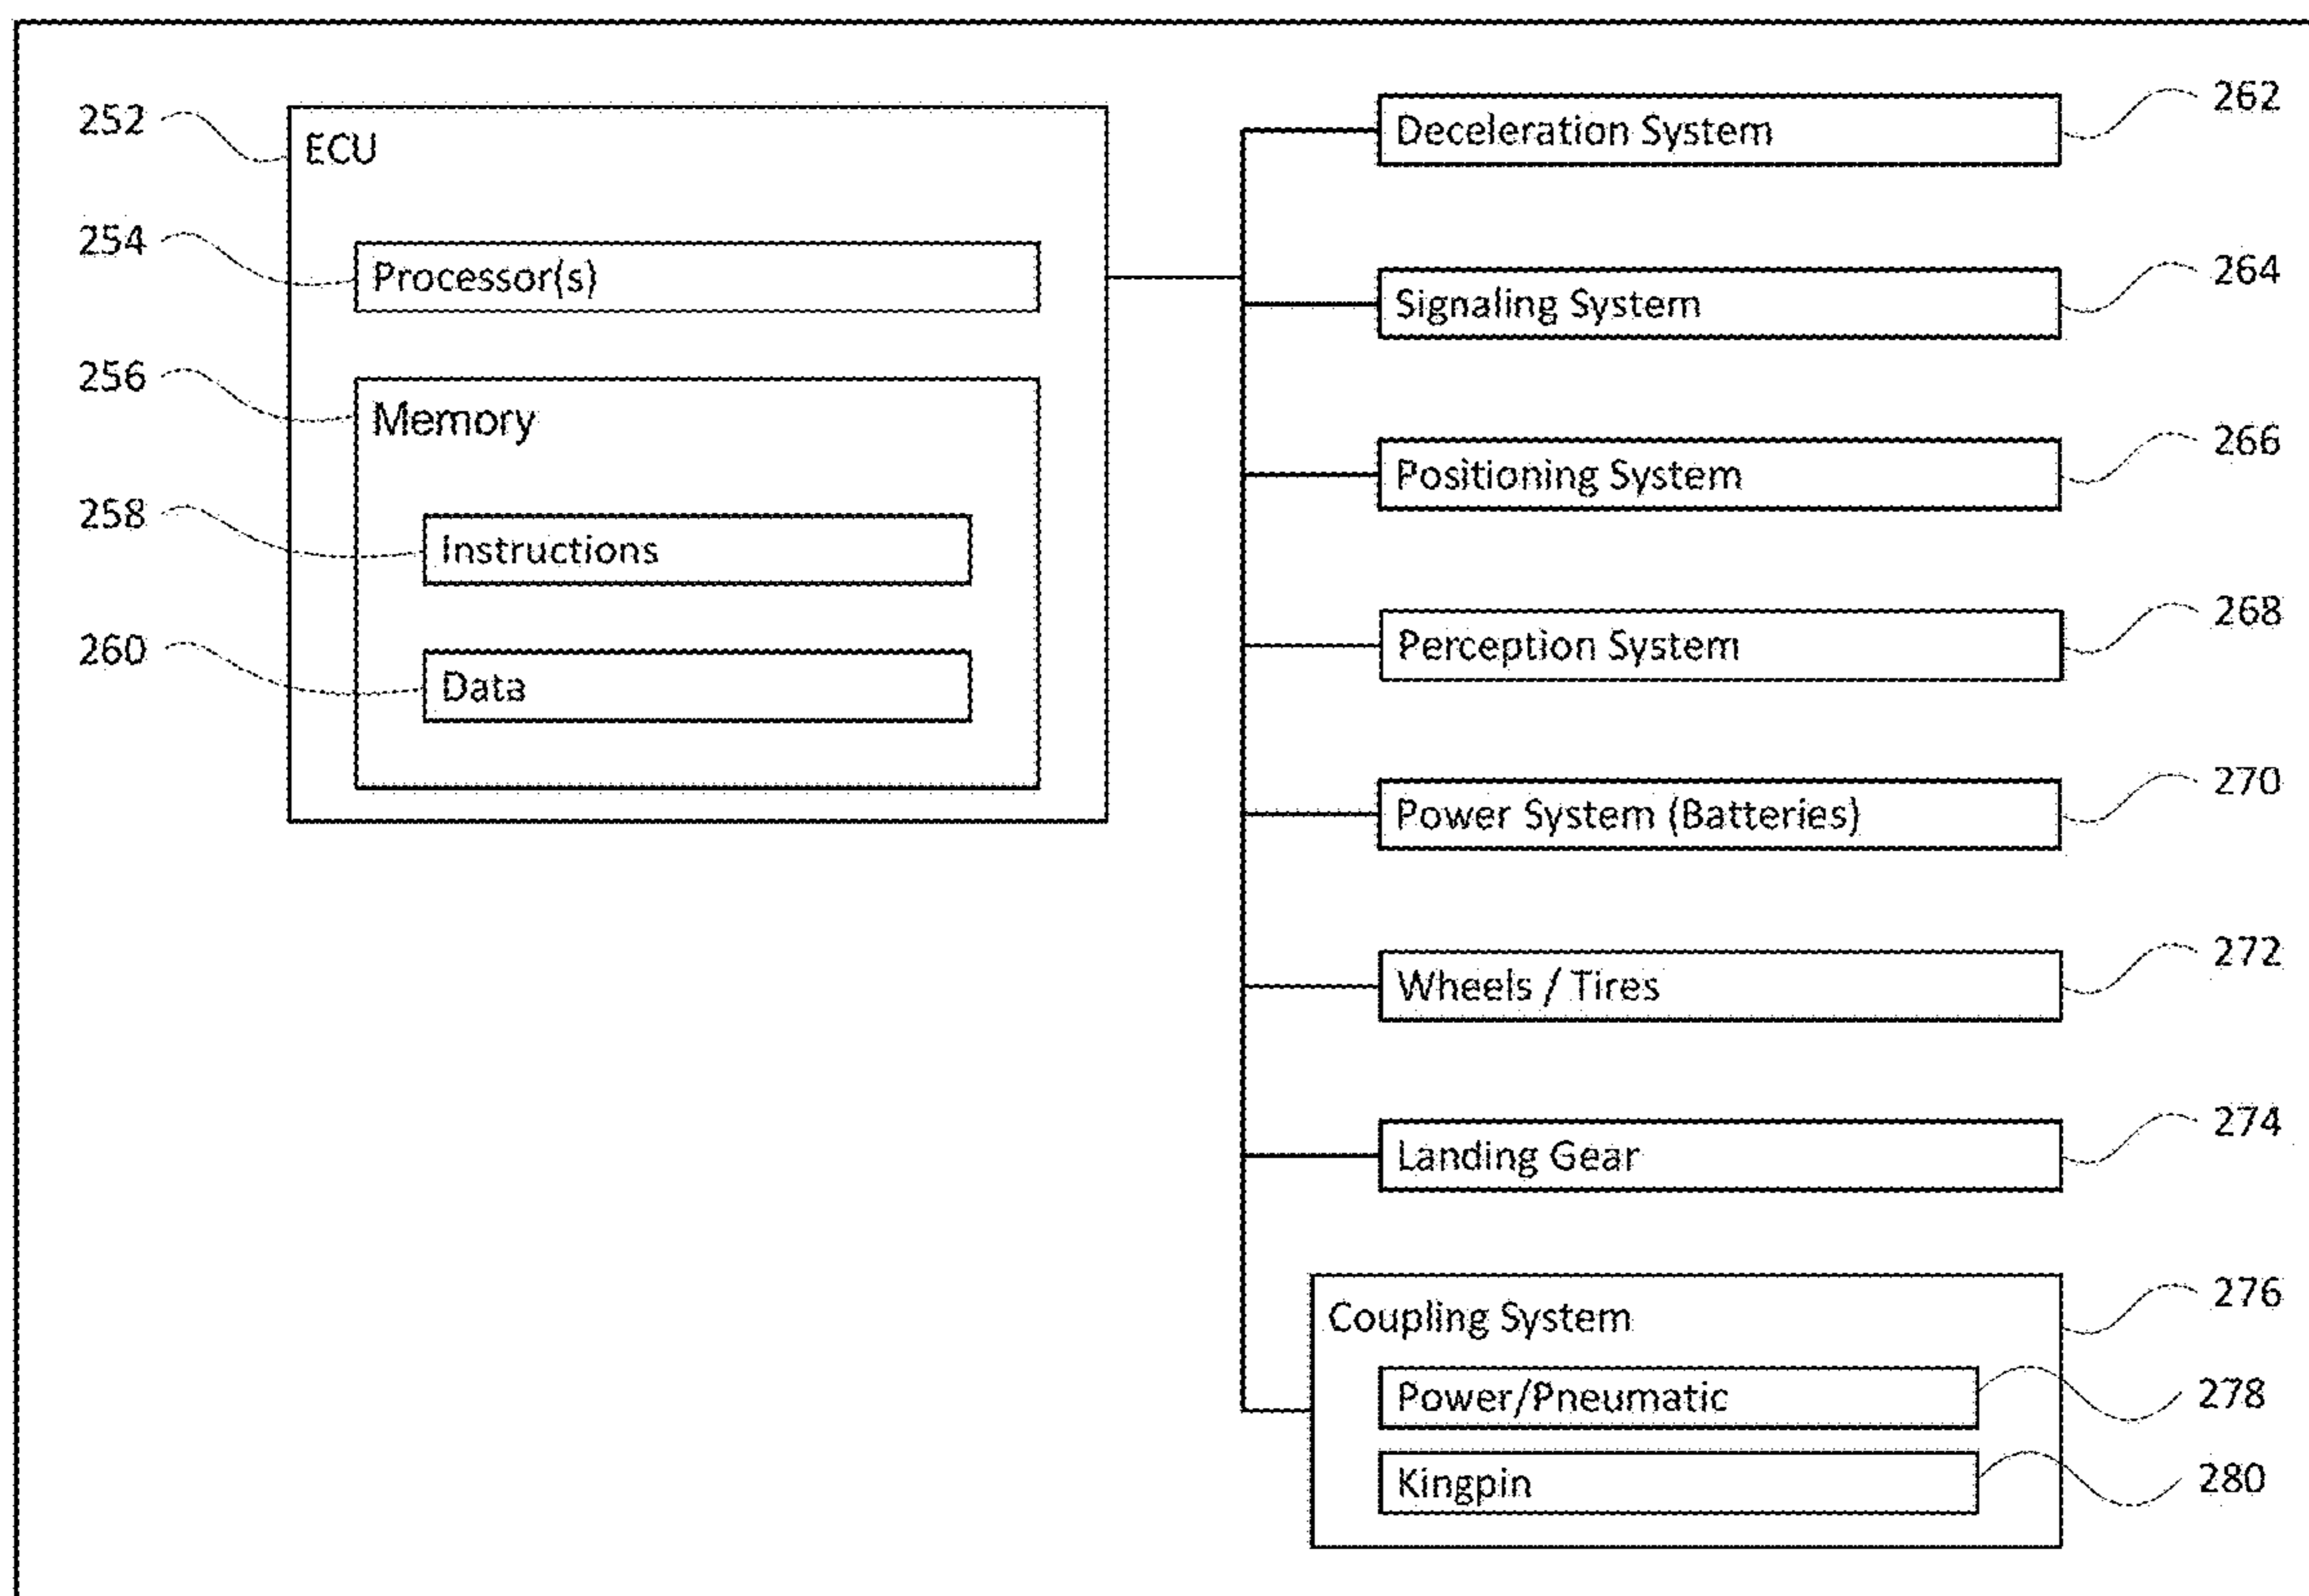 252
ECU
254
Processor(s)
256
Memory
258
Instructions
260
Data
Deceleration System
262
Signaling System
264
Positioning System
266
Perception System
268
Power System (Batteries)
270
Wheels / Tires
272
Landing Gear
274
Coupling System
276
Power/Pneumatic
278
Kingpin
280